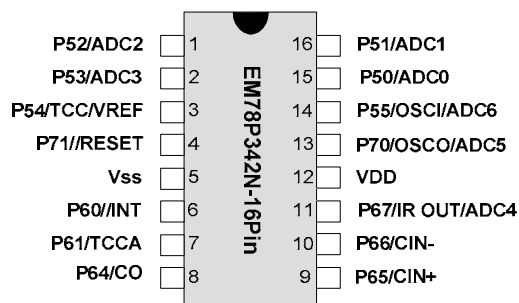 P52/ADC2 1 16 P51/ADC1
P53/ADC3 2 15 P50/ADC0
P54/TCC/VREF 3 14 P55/OSCI/ADC6
P71//RESET 4 13 P70/OSCO/ADC5
Vss 5 12 VDD
P60//INT 6 11 P67/IR OUT/ADC4
P61/TCCA 7 10 P66/CIN-
P64/CO 8 9 P65/CIN+
EM78P342N-16Pin